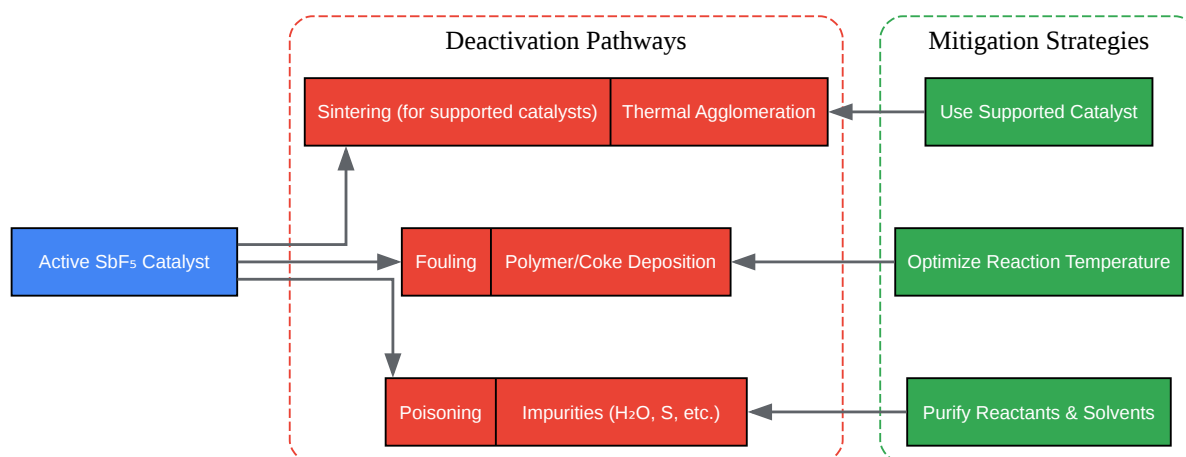 Deactivation Pathways
Mitigation Strategies
Sintering (for supported catalysts)
Thermal Agglomeration
Use Supported Catalyst
Active SbF₅ Catalyst
Fouling
Polymer/Coke Deposition
Optimize Reaction Temperature
Poisoning
Impurities (H₂O, S, etc.)
Purify Reactants & Solvents